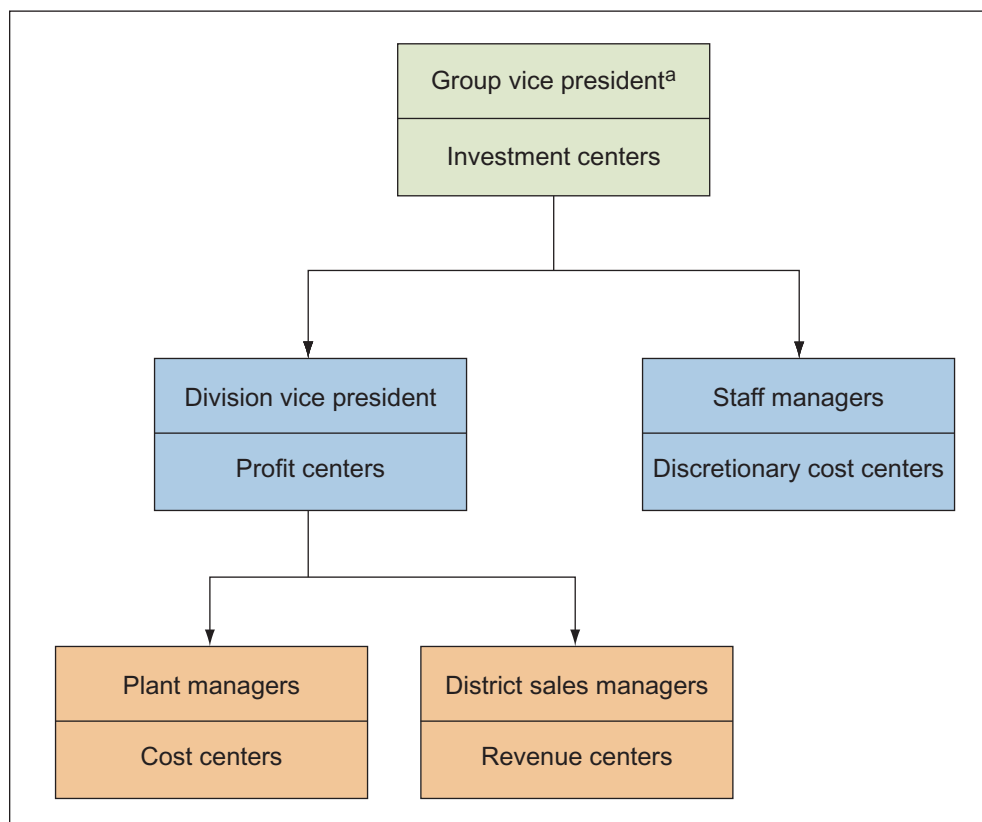 Group vice presidentᵃ
Investment centers
Division vice president
Profit centers
Staff managers
Discretionary cost centers
Plant managers
Cost centers
District sales managers
Revenue centers